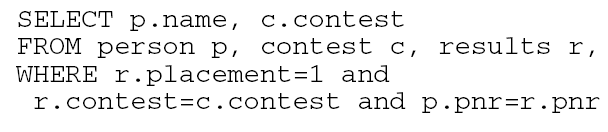 SELECT p.name, c.contest
FROM person p, contest c, results r,
WHERE r.placement=1 and
r.contest=c.contest and p.pnr=r.pnr